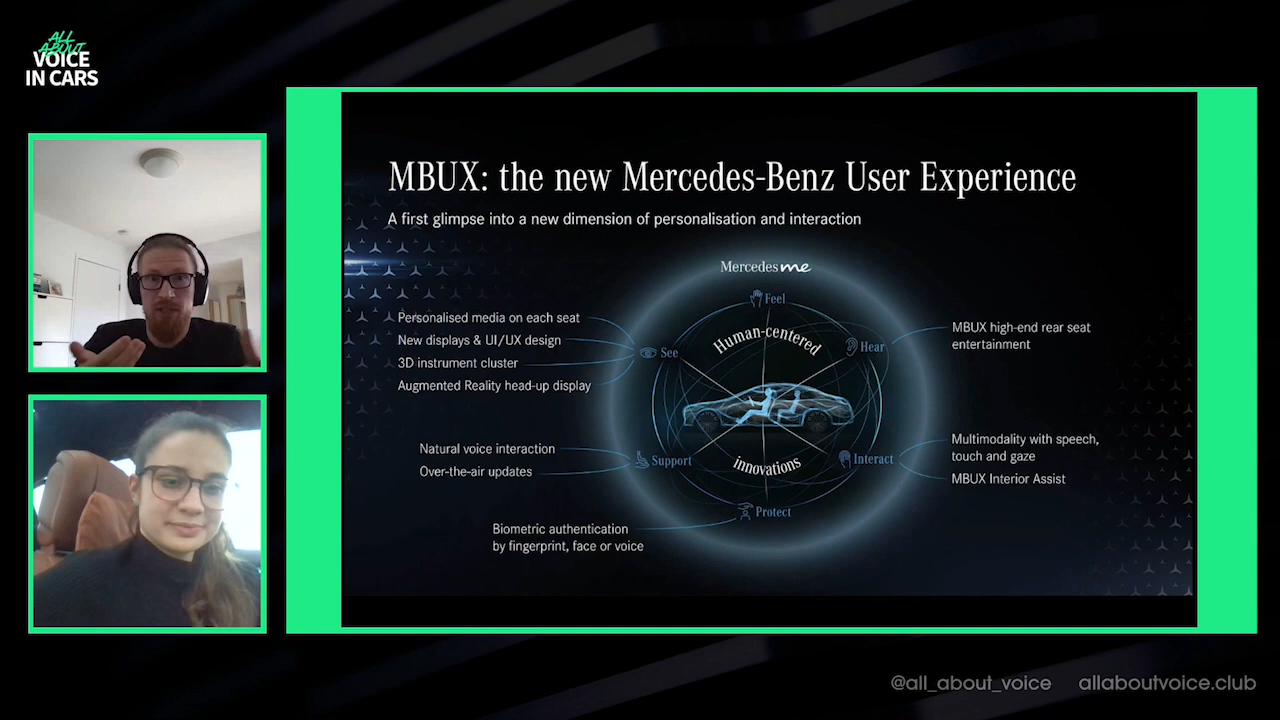 ALL
ABOUT
VOICE
IN CARS
MBUX: the new Mercedes-Benz User Experience
A first glimpse into a new dimension of personalisation and interaction
Mercedes me
Feel
Human-centered
Personalised media on each seat
New displays & UI/UX design
3D instrument cluster
Augmented Reality head-up display
See
Hear
MBUX high-end rear seat
entertainment
Natural voice interaction
Over-the-air updates
Support
innovations
Interact
Multimodality with speech,
touch and gaze
MBUX Interior Assist
Protect
Biometric authentication
by fingerprint, face or voice
@all_about_voice allaboutvoice.club